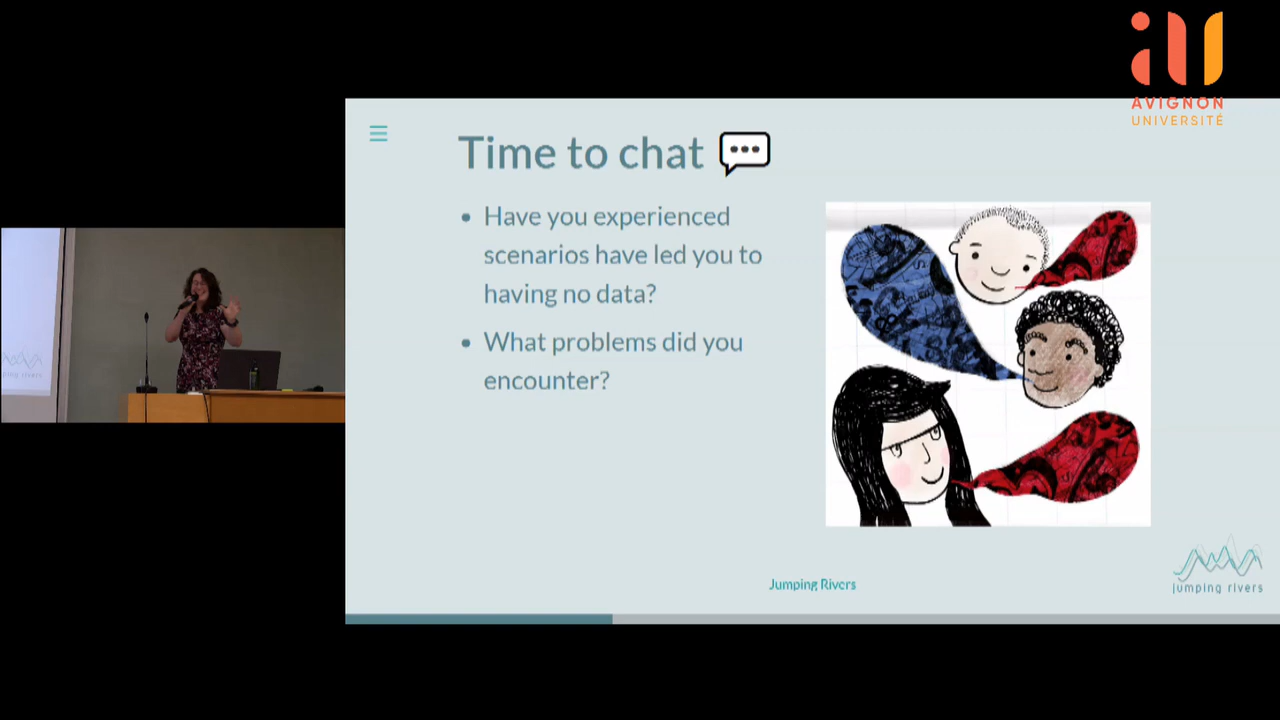 AVIGNON
UNIVERSITÉ
Time to chat
• Have you experienced
scenarios have led you to
having no data?
• What problems did you
encounter?
Jumping Rivers
jumping rivers